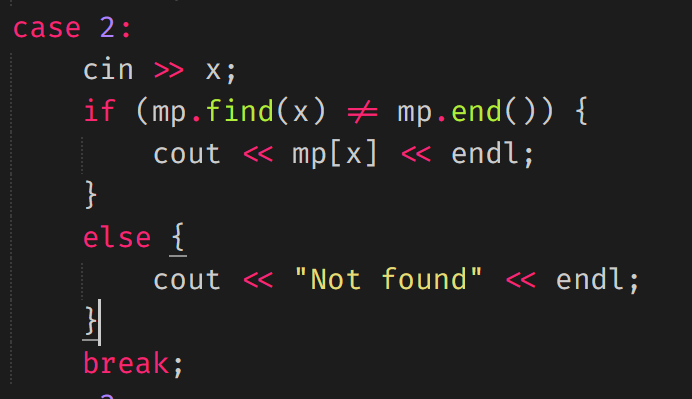 case 2:
cin >> x;
if (mp.find(x) != mp.end()) {
cout << mp[x] << endl;
}
else {
cout << "Not found" << endl;
}
break;